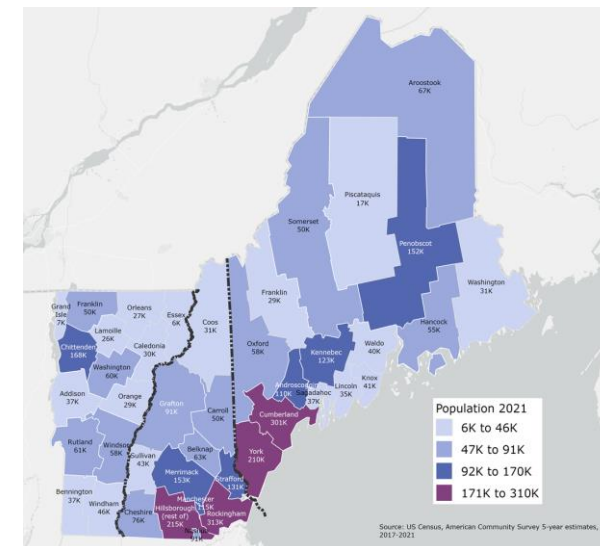 Aroostook
67K
Piscataquis
17K
Somerset
50K
Penobscot
152K
Washington
31K
Franklin
29K
Hancock
55K
Grand
Isle
7K
Franklin
50K
Orleans
27K
Essex
6K
Coos
31K
Lamoille
26K
Chittenden
168K
Caledonia
30K
Washington
60K
Oxford
58K
Kennebec
123K
Waldo
40K
Knox
41K
Androscoggin
110K
Sagadahoc
37K
Lincoln
35K
Addison
37K
Orange
29K
Grafton
91K
Carroll
50K
Cumberland
301K
York
210K
Rutland
61K
Windsor
58K
Sullivan
43K
Belknap
63K
Merrimack
153K
Strafford
131K
Bennington
37K
Windham
46K
Cheshire
76K
Manchester
115K
Hillsborough
(rest of)
215K
Rockingham
313K
91K
Population 2021
6K to 46K
47K to 91K
92K to 170K
171K to 310K
Source: US Census, American Community Survey 5-year estimates,
2017-2021